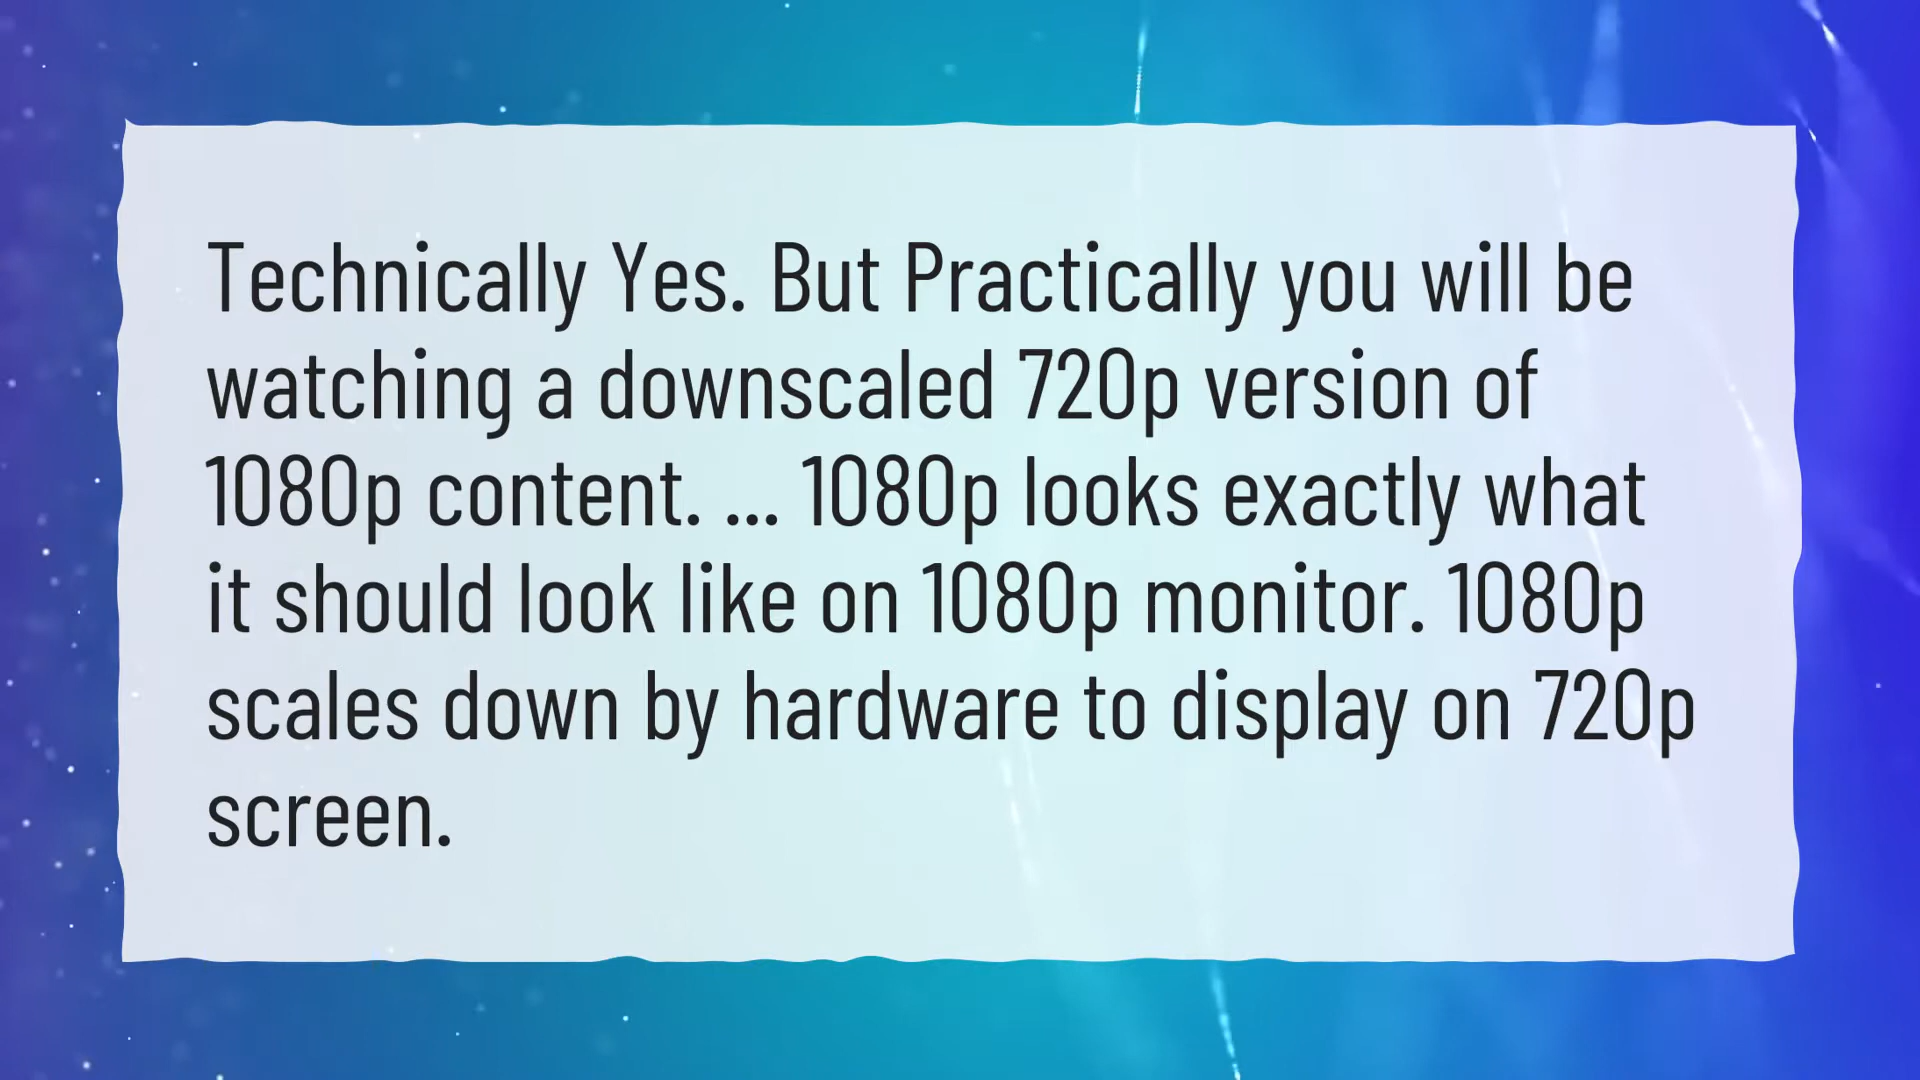 Technically Yes. But Practically you will be
watching a downscaled 720p version of
1080p content. ... 1080p looks exactly what
it should look like on 1080p monitor. 1080p
scales down by hardware to display on 720p
screen.